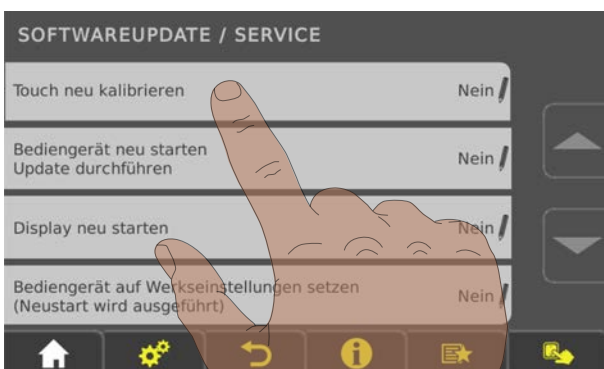 SOFTWAREUPDATE / SERVICE
Touch neu kalibrieren Nein
Bediengerät neu starten
Update durchführen Nein
Display neu starten Nein
Bediengerät auf Werkseinstellungen setzen
(Neustart wird ausgeführt) Nein